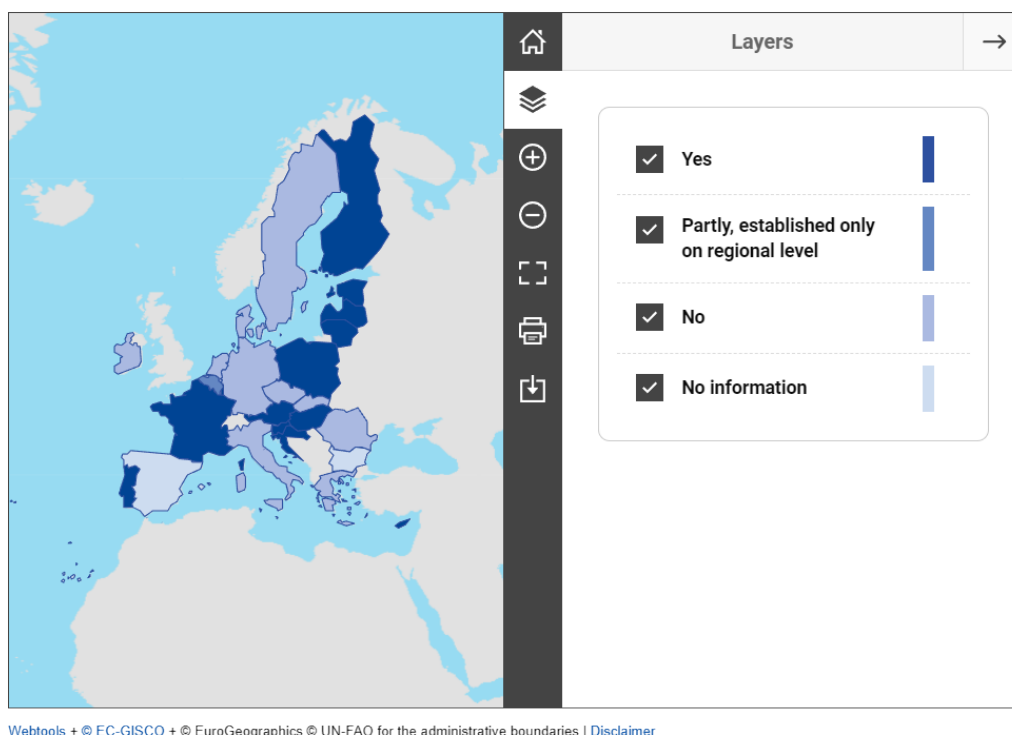 Layers
Yes
Partly, established only
on regional level
No
No information
Webtools + © EC-GISCO + © EuroGeographics © UN-FAO for the administrative boundaries | Disclaimer